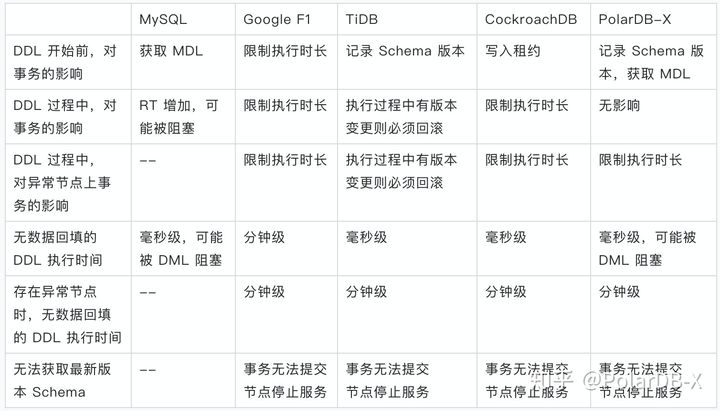 MySQL Google F1 TiDB CockroachDB PolarDB-X
DDL 开始前，对 获取 MDL 限制执行时长 记录 Schema 版本 写入租约 记录 Schema 版
事务的影响 本，获取 MDL
DDL 过程中，对 RT 增加，可 限制执行时长 执行过程中有版本 限制执行时长 无影响
事务的影响 能被阻塞 变更则必须回滚
DDL 过程中， -- 限制执行时长 执行过程中有版本 限制执行时长 限制执行时长
对异常节点上事 变更则必须回滚
务的影响
无数据回填的 毫秒级，可能 分钟级 毫秒级 毫秒级 毫秒级，可能被
DDL 执行时间 被 DML 阻塞 DML 阻塞
存在异常节点 -- 分钟级 分钟级 分钟级 分钟级
时，无数据回填
的 DDL 执行时间
无法获取最新版 -- 事务无法提交 事务无法提交 事务无法提交 事务无法提交
本 Schema 节点停止服务 节点停止服务 节点停止服务 节点停止服务
知乎 @PolarDB-X